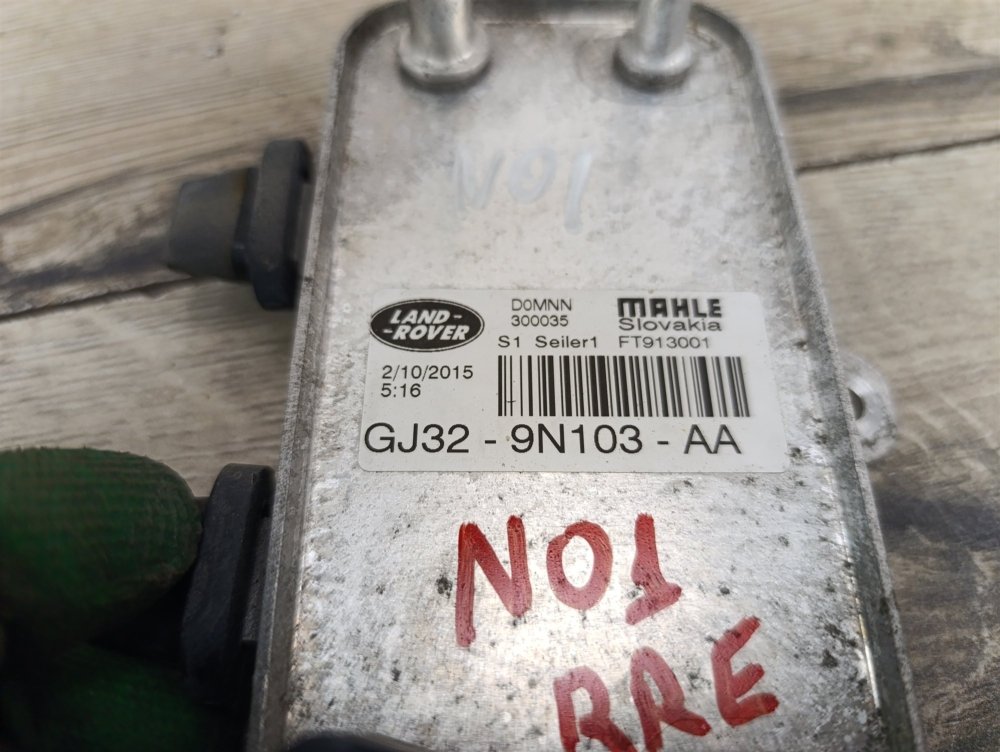 N01
LAND-
-ROVER
D0MNN
300035
MAHLE
Slovakia
S1 Seiler1 FT913001
2/10/2015
5:16
GJ32 - 9N103 - AA
N01
RRE